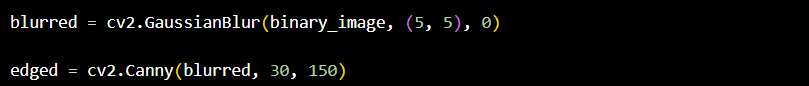 blurred = cv2.GaussianBlur(binary_image, (5, 5), 0)
edged = cv2.Canny(blurred, 30, 150)